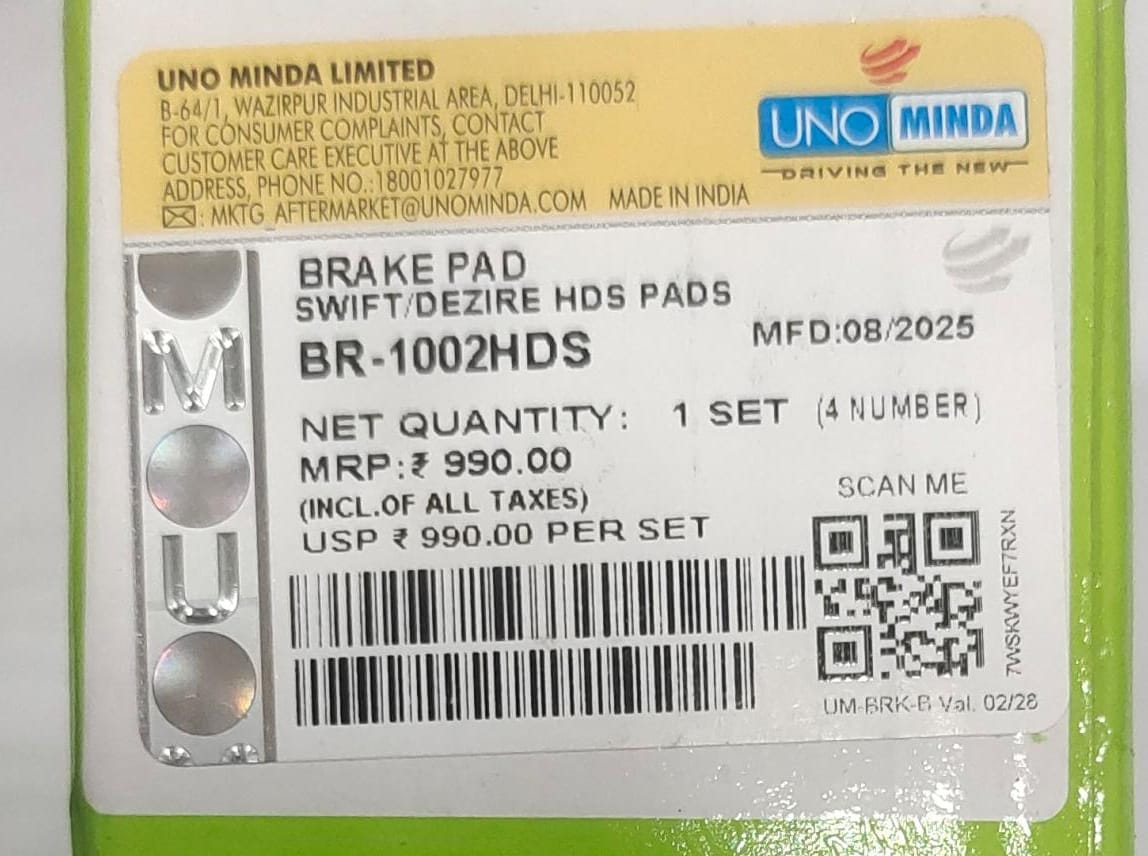 UNO MINDA LIMITED
B-64/1, WAZIRPUR INDUSTRIAL AREA, DELHI-110052
FOR CONSUMER COMPLAINTS, CONTACT
CUSTOMER CARE EXECUTIVE AT THE ABOVE
ADDRESS, PHONE NO.:18001027977
: MKTG_AFTERMARKET@UNOMINDA.COM MADE IN INDIA
UNO MINDA
DRIVING THE NEW
M
U
BRAKE PAD
SWIFT/DEZIRE HDS PADS
BR-1002HDS
MFD:08/2025
NET QUANTITY: 1 SET (4 NUMBER)
MRP:₹ 990.00
(INCL.OF ALL TAXES)
USP ₹ 990.00 PER SET
SCAN ME
7WSKWYEF7RXN
UM-BRK-B Val. 02/28